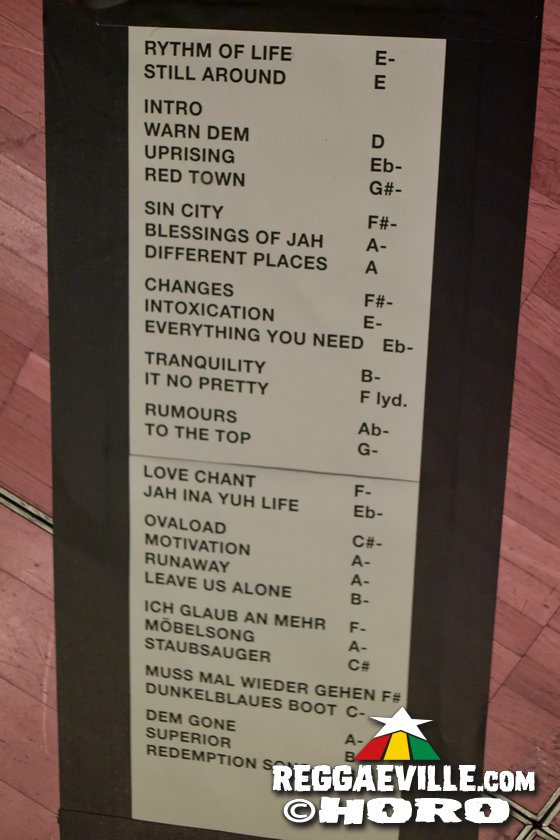 RYTHM OF LIFE E-
STILL AROUND E
INTRO
WARN DEM D
UPRISING Eb-
RED TOWN G#-
SIN CITY F#-
BLESSINGS OF JAH A-
DIFFERENT PLACES A
CHANGES F#-
INTOXICATION E-
EVERYTHING YOU NEED Eb-
TRANQUILITY B-
IT NO PRETTY F lyd.
RUMOURS Ab-
TO THE TOP G-
LOVE CHANT F-
JAH INA YUH LIFE Eb-
OVALOAD C#-
MOTIVATION A-
RUNAWAY A-
LEAVE US ALONE B-
ICH GLAUB AN MEHR F-
MÖBELSONG A-
STAUBSAUGER C#
MUSS MAL WIEDER GEHEN F#
DUNKELBLAUES BOOT C-
DEM GONE A-
SUPERIOR
REDEMPTION
REGGAEVILLE.COM
©HORO